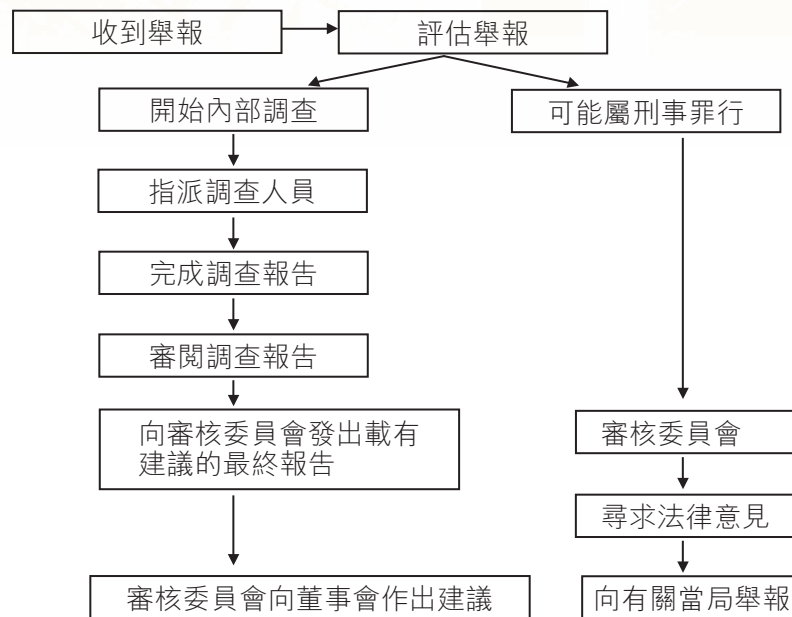 收到舉報
評估舉報
開始內部調查
可能屬刑事罪行
指派調查人員
完成調查報告
審閱調查報告
向審核委員會發出載有
建議的最終報告
審核委員會
尋求法律意見
審核委員會向董事會作出建議
向有關當局舉報